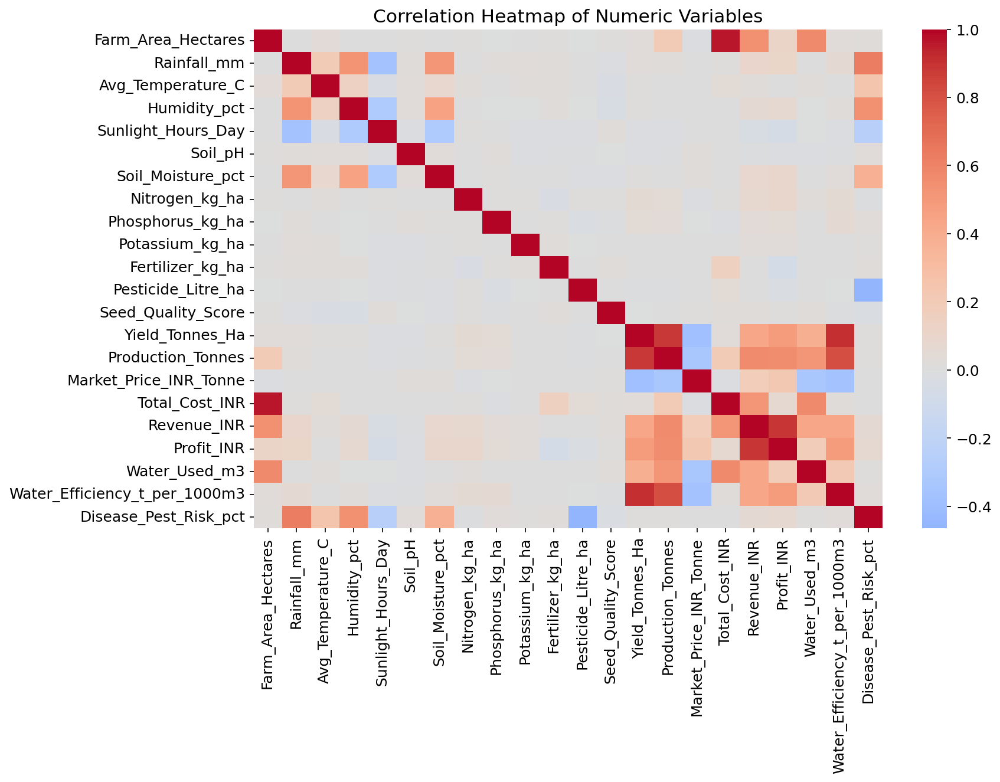 Correlation Heatmap of Numeric Variables
Farm_Area_Hectares
Rainfall_mm
Avg_Temperature_C
Humidity_pct
Sunlight_Hours_Day
Soil_pH
Soil_Moisture_pct
Nitrogen_kg_ha
Phosphorus_kg_ha
Potassium_kg_ha
Fertilizer_kg_ha
Pesticide_Litre_ha
Seed_Quality_Score
Yield_Tonnes_Ha
Production_Tonnes
Market_Price_INR_Tonne
Total_Cost_INR
Revenue_INR
Profit_INR
Water_Used_m3
Water_Efficiency_t_per_1000m3
Disease_Pest_Risk_pct
Farm_Area_Hectares
Rainfall_mm
Avg_Temperature_C
Humidity_pct
Sunlight_Hours_Day
Soil_pH
Soil_Moisture_pct
Nitrogen_kg_ha
Phosphorus_kg_ha
Potassium_kg_ha
Fertilizer_kg_ha
Pesticide_Litre_ha
Seed_Quality_Score
Yield_Tonnes_Ha
Production_Tonnes
Market_Price_INR_Tonne
Total_Cost_INR
Revenue_INR
Profit_INR
Water_Used_m3
Water_Efficiency_t_per_1000m3
Disease_Pest_Risk_pct
1.0
0.8
0.6
0.4
0.2
0.0
−0.2
−0.4